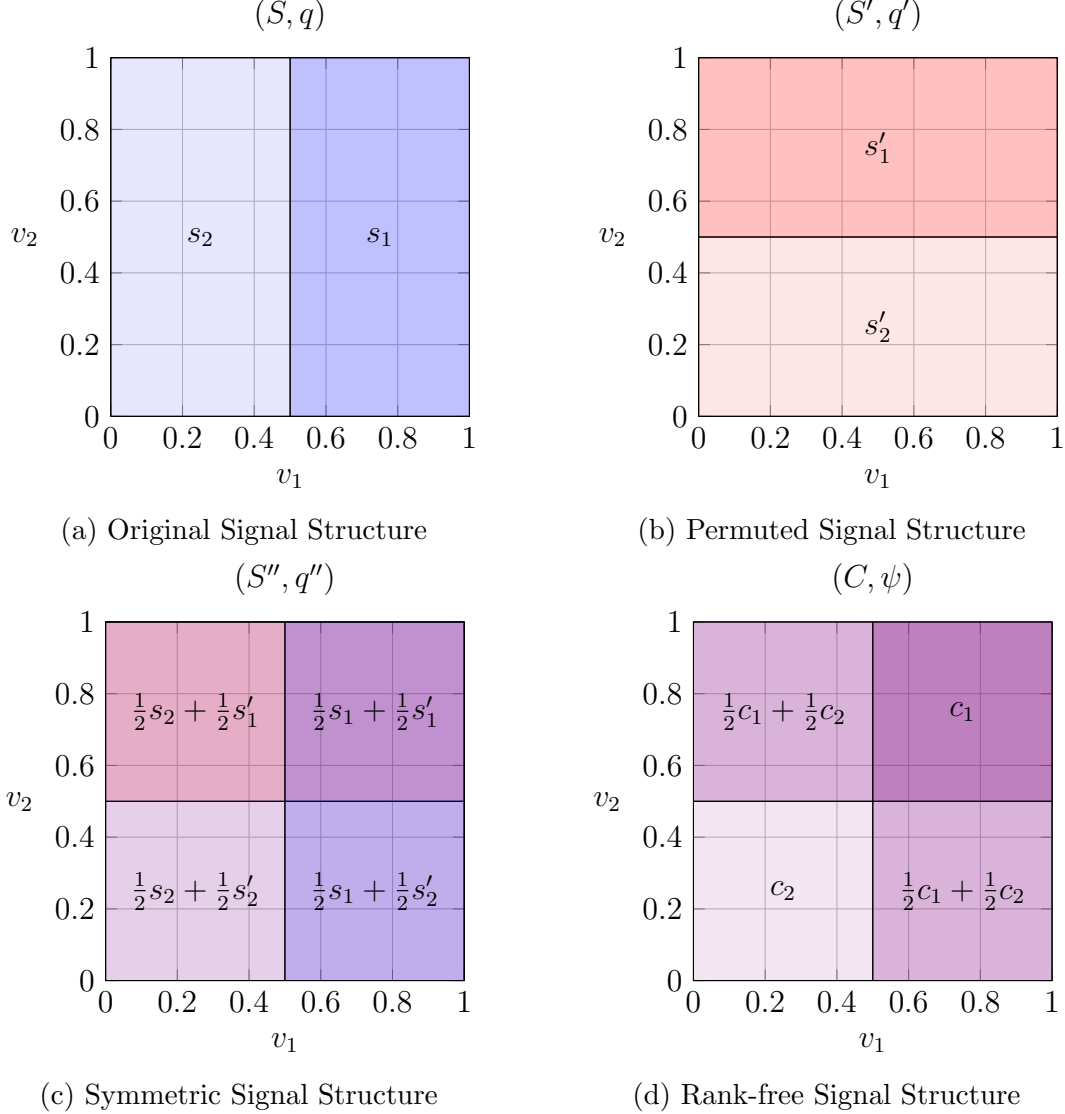 (S, q)
1
0.8
0.6
v₂
0.4
0.2
0
s₂
s₁
0 0.2 0.4 0.6 0.8 1
v₁
(a) Original Signal Structure
(S′, q′)
1
0.8
0.6
v₂
0.4
0.2
0
s′₁
s′₂
0 0.2 0.4 0.6 0.8 1
v₁
(b) Permuted Signal Structure
(S″, q″)
1
0.8
0.6
v₂
0.4
0.2
0
½s₂ + ½s′₁
½s₁ + ½s′₁
½s₂ + ½s′₂
½s₁ + ½s′₂
0 0.2 0.4 0.6 0.8 1
v₁
(c) Symmetric Signal Structure
(C, ψ)
1
0.8
0.6
v₂
0.4
0.2
0
½c₁ + ½c₂
c₁
c₂
½c₁ + ½c₂
0 0.2 0.4 0.6 0.8 1
v₁
(d) Rank-free Signal Structure